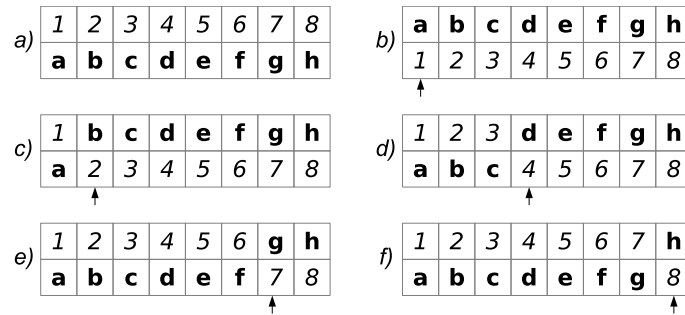 a) 1 2 3 4 5 6 7 8
a b c d e f g h
b) a b c d e f g h
1 2 3 4 5 6 7 8
c) 1 b c d e f g h
a 2 3 4 5 6 7 8
d) 1 2 3 d e f g h
a b c 4 5 6 7 8
e) 1 2 3 4 5 6 g h
a b c d e f 7 8
f) 1 2 3 4 5 6 7 h
a b c d e f g 8